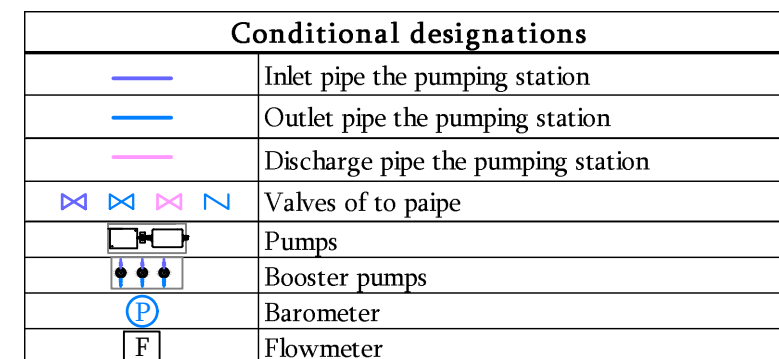 Conditional designations
Inlet pipe the pumping station
Outlet pipe the pumping station
Discharge pipe the pumping station
Valves of to paipe
Pumps
Booster pumps
P Barometer
F Flowmeter